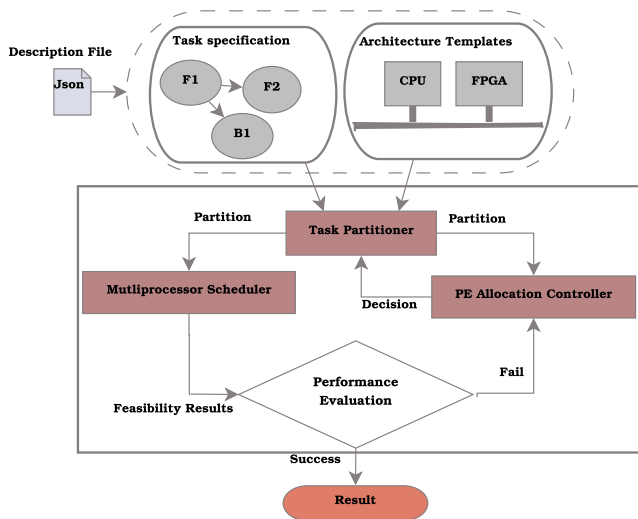 Task specification
Architecture Templates
Description File
Json
F1
F2
B1
CPU
FPGA
Partition
Task Partitioner
Partition
Mutliprocessor Scheduler
Decision
PE Allocation Controller
Performance
Evaluation
Fail
Feasibility Results
Success
Result